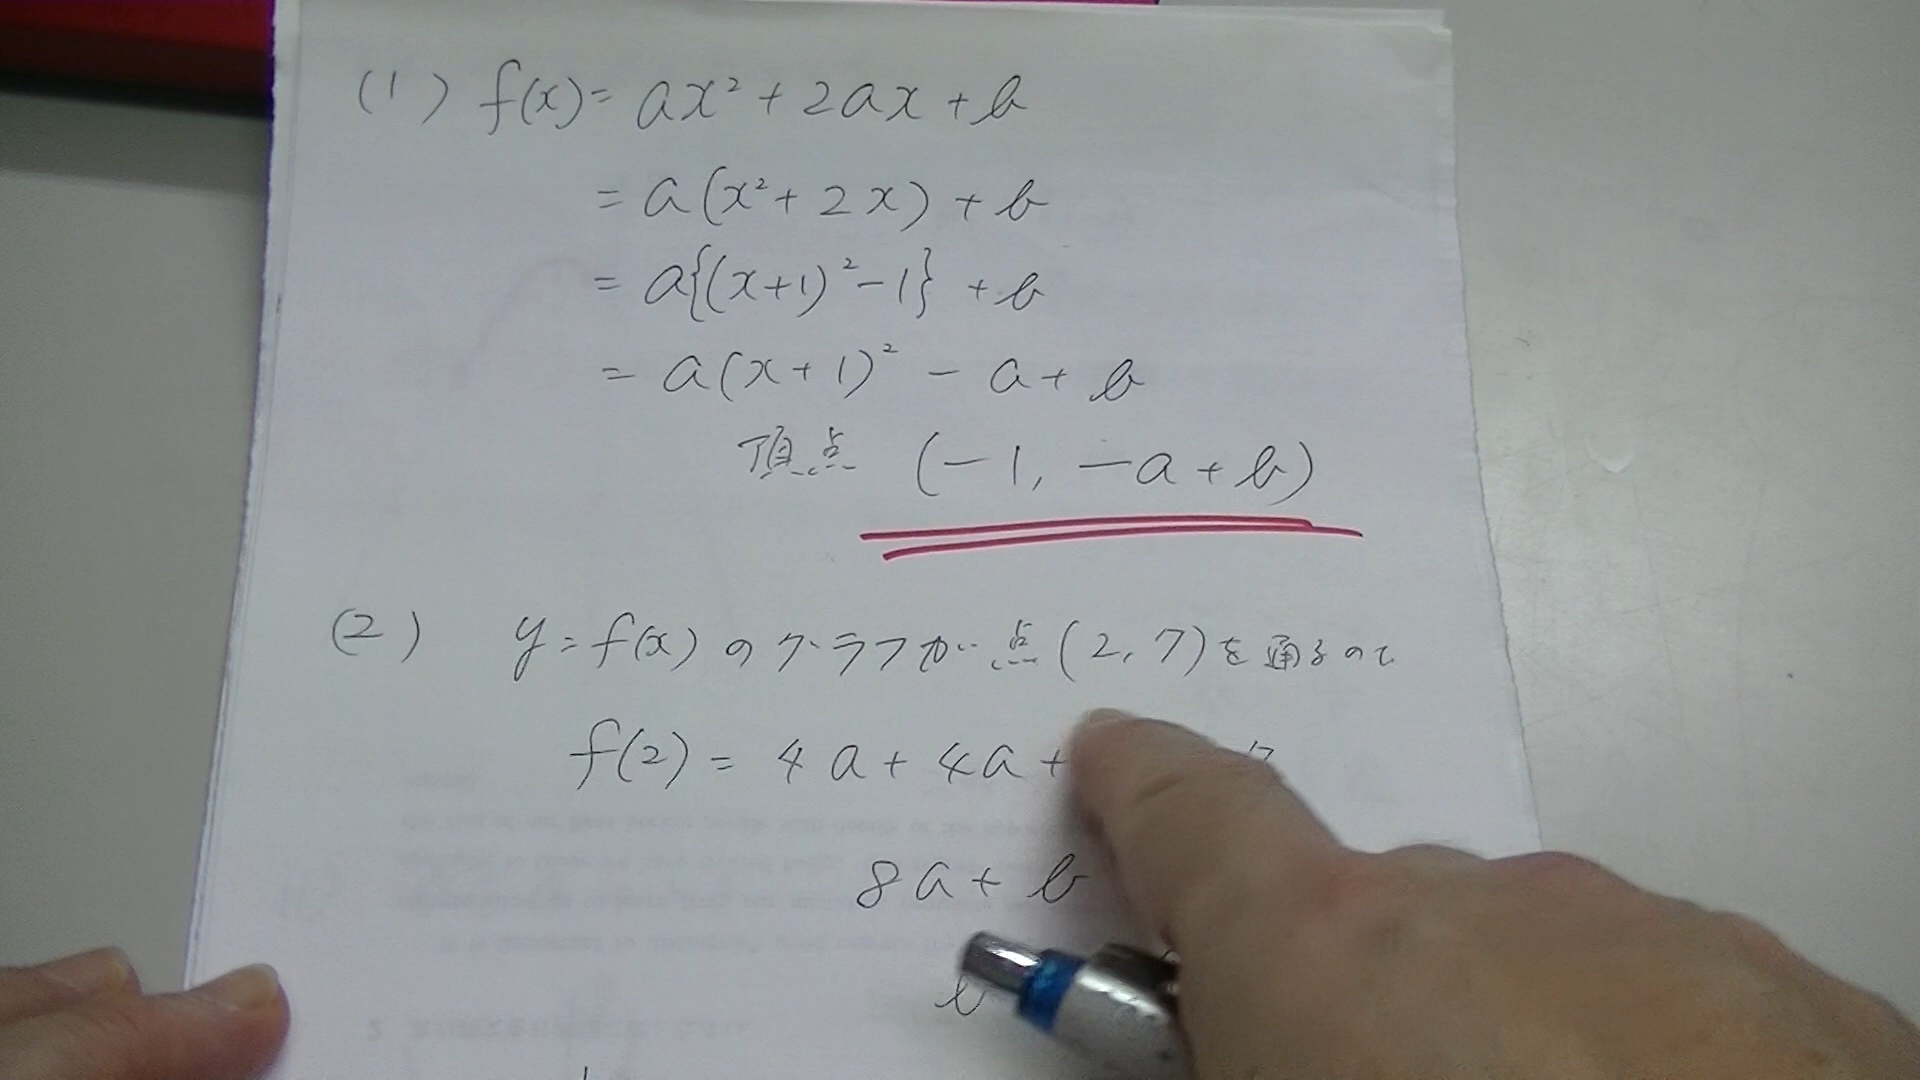 (1) f(x) = ax² + 2ax + b
= a(x² + 2x) + b
= a{(x+1)² - 1} + b
= a(x+1)² - a + b
頂点 (-1, -a + b)
(2) y = f(x) のグラフが点(2, 7)を通るので
f(2) = 4a + 4a +
8a + b
b